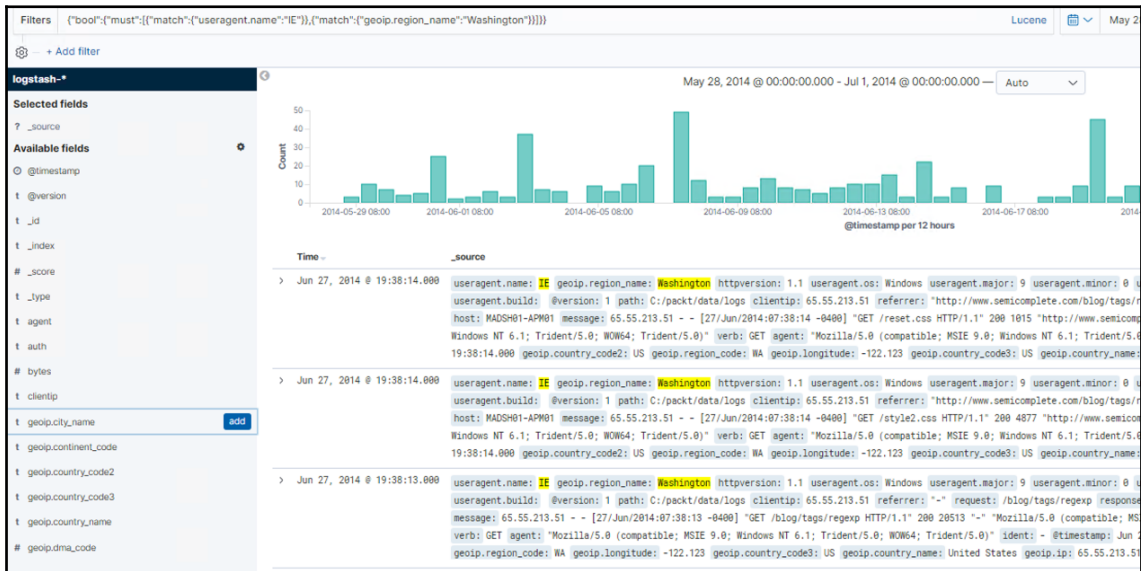 Filters {"bool":{"must":[{"match":{"useragent.name":"IE"}},{"match":{"geoip.region_name":"Washington"}}]}} Lucene May 2
+ Add filter
logstash-*
May 28, 2014 @ 00:00:00.000 - Jul 1, 2014 @ 00:00:00.000 — Auto
Selected fields
? _source
Available fields
@timestamp
t @version
t _id
t _index
# _score
t _type
t agent
t auth
# bytes
t clientip
t geoip.city_name add
t geoip.continent_code
t geoip.country_code2
t geoip.country_code3
t geoip.country_name
# geoip.dma_code
Count
50
40
30
20
10
0
2014-05-29 08:00 2014-06-01 08:00 2014-06-05 08:00 2014-06-09 08:00 2014-06-13 08:00 2014-06-17 08:00 2014-
@timestamp per 12 hours
Time _source
> Jun 27, 2014 @ 19:38:14.000 useragent.name: IE geoip.region_name: Washington httpversion: 1.1 useragent.os: Windows useragent.major: 9 useragent.minor: 0 u
useragent.build: @version: 1 path: C:/packt/data/logs clientip: 65.55.213.51 referrer: "http://www.semicomplete.com/blog/tags/r
host: MADSH01-APM01 message: 65.55.213.51 - - [27/Jun/2014:07:38:14 -0400] "GET /reset.css HTTP/1.1" 200 1015 "http://www.semicomp
Windows NT 6.1; Trident/5.0; WOW64; Trident/5.0)" verb: GET agent: "Mozilla/5.0 (compatible; MSIE 9.0; Windows NT 6.1; Trident/5.0
19:38:14.000 geoip.country_code2: US geoip.region_code: WA geoip.longitude: -122.123 geoip.country_code3: US geoip.country_name:
> Jun 27, 2014 @ 19:38:14.000 useragent.name: IE geoip.region_name: Washington httpversion: 1.1 useragent.os: Windows useragent.major: 9 useragent.minor: 0 u
useragent.build: @version: 1 path: C:/packt/data/logs clientip: 65.55.213.51 referrer: "http://www.semicomplete.com/blog/tags/r
host: MADSH01-APM01 message: 65.55.213.51 - - [27/Jun/2014:07:38:14 -0400] "GET /style2.css HTTP/1.1" 200 4877 "http://www.semicom
Windows NT 6.1; Trident/5.0; WOW64; Trident/5.0)" verb: GET agent: "Mozilla/5.0 (compatible; MSIE 9.0; Windows NT 6.1; Trident/5.0
19:38:14.000 geoip.country_code2: US geoip.region_code: WA geoip.longitude: -122.123 geoip.country_code3: US geoip.country_name:
> Jun 27, 2014 @ 19:38:13.000 useragent.name: IE geoip.region_name: Washington httpversion: 1.1 useragent.os: Windows useragent.major: 9 useragent.minor: 0 u
useragent.build: @version: 1 path: C:/packt/data/logs clientip: 65.55.213.51 referrer: "-" request: /blog/tags/regexp response
message: 65.55.213.51 - - [27/Jun/2014:07:38:13 -0400] "GET /blog/tags/regexp HTTP/1.1" 200 20513 "-" "Mozilla/5.0 (compatible; MS
verb: GET agent: "Mozilla/5.0 (compatible; MSIE 9.0; Windows NT 6.1; Trident/5.0; WOW64; Trident/5.0)" ident: - @timestamp: Jun 2
geoip.region_code: WA geoip.longitude: -122.123 geoip.country_code3: US geoip.country_name: United States geoip.ip: 65.55.213.51